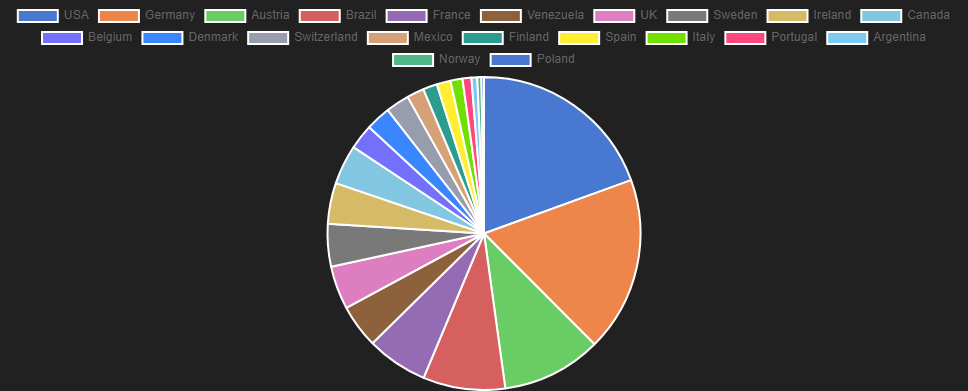 USA Germany Austria Brazil France Venezuela UK Sweden Ireland Canada
Belgium Denmark Switzerland Mexico Finland Spain Italy Portugal Argentina
Norway Poland